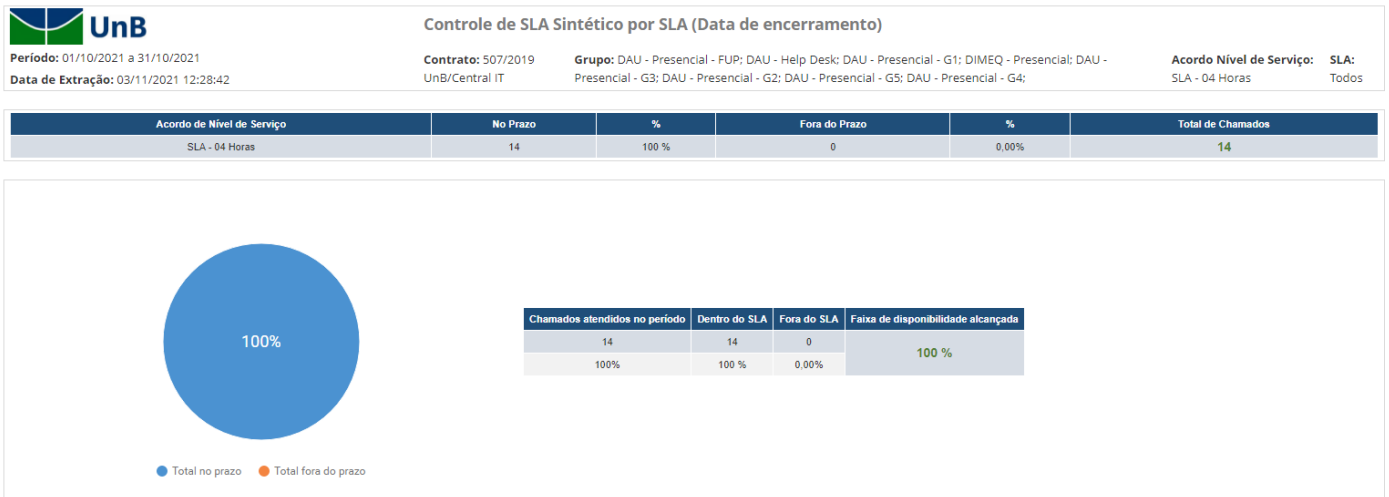 UnB
Controle de SLA Sintético por SLA (Data de encerramento)
Período: 01/10/2021 a 31/10/2021
Data de Extração: 03/11/2021 12:28:42
Contrato: 507/2019
UnB/Central IT
Grupo: DAU - Presencial - FUP; DAU - Help Desk; DAU - Presencial - G1; DIMEQ - Presencial; DAU -
Presencial - G3; DAU - Presencial - G2; DAU - Presencial - G5; DAU - Presencial - G4;
Acordo Nível de Serviço:
SLA - 04 Horas
SLA:
Todos
Acordo de Nível de Serviço No Prazo % Fora do Prazo % Total de Chamados
SLA - 04 Horas 14 100 % 0 0,00% 14
100%
Total no prazo Total fora do prazo
Chamados atendidos no período Dentro do SLA Fora do SLA Faixa de disponibilidade alcançada
14 14 0
100 %
100% 100 % 0,00%